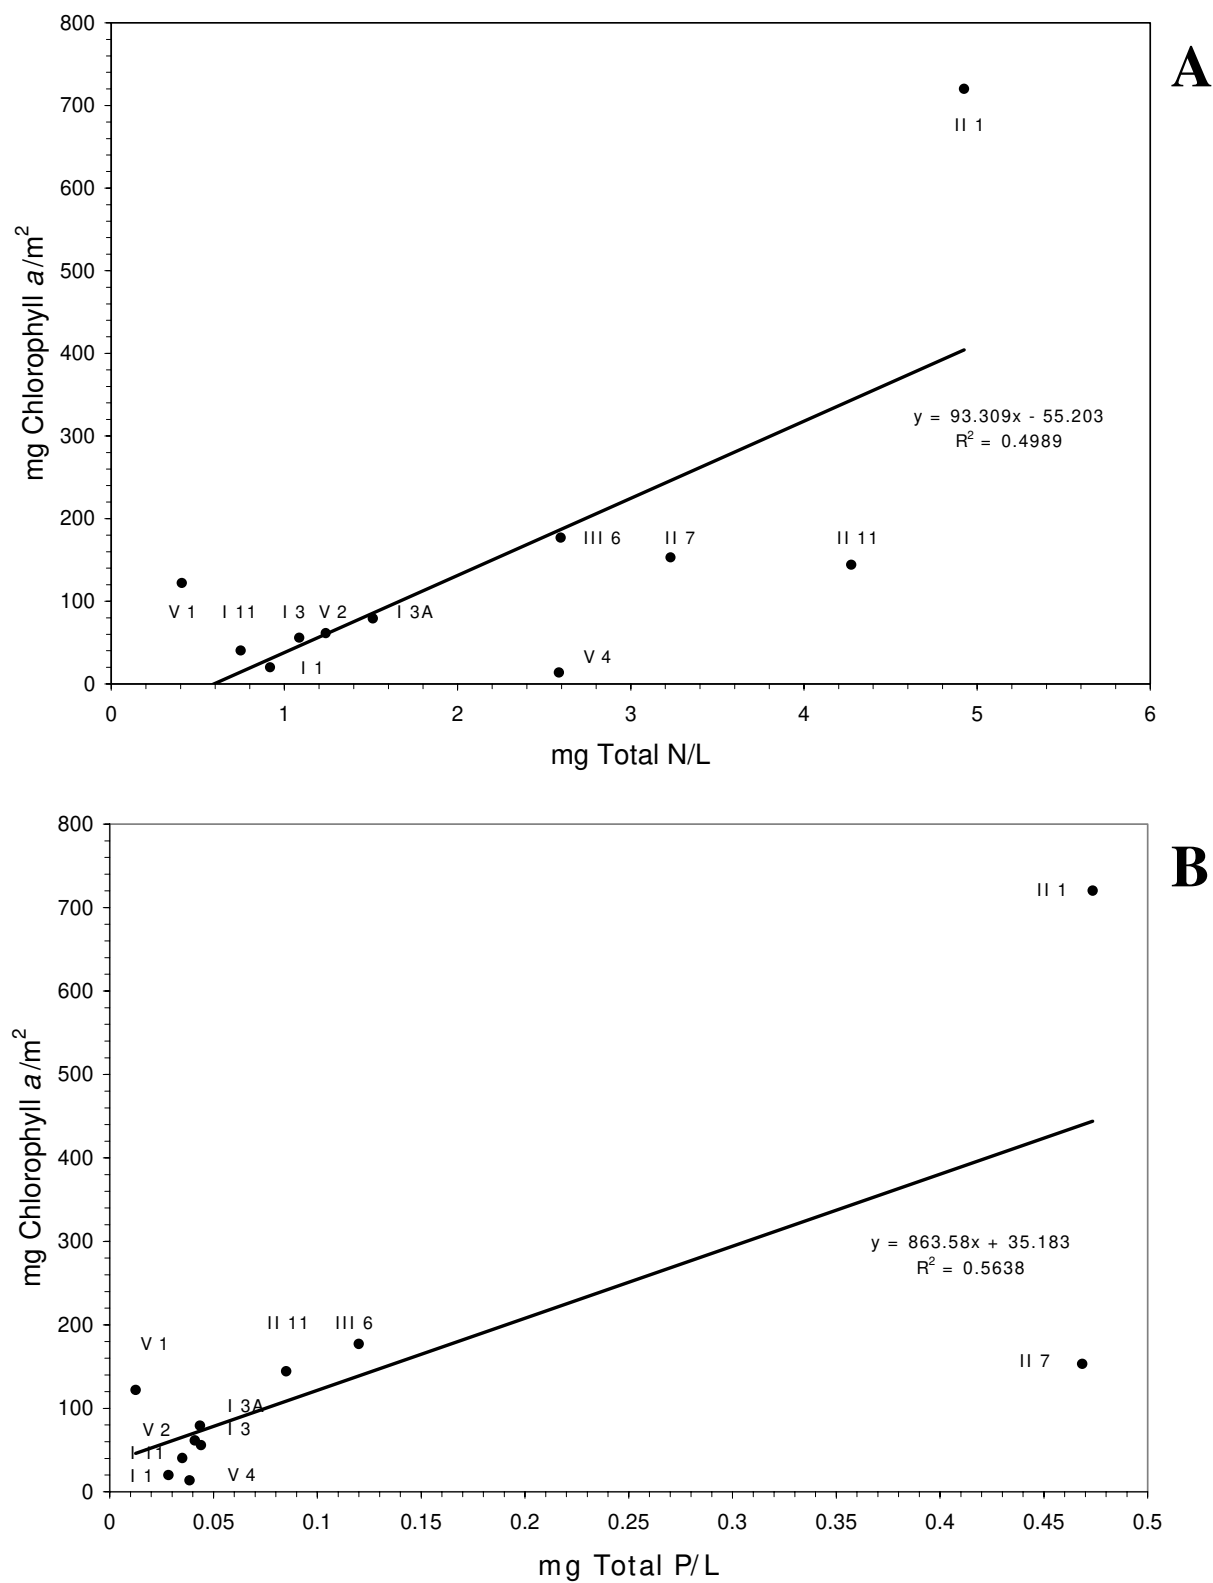 A
800
700
600
500
400
300
200
100
0
mg Chlorophyll a/m²
II 1
y = 93.309x - 55.203
R² = 0.4989
III 6 II 7 II 11
V 1 I 11 I 3 V 2 I 3A
I 1
V 4
0 1 2 3 4 5 6
mg Total N/L
B
800
700
600
500
400
300
200
100
0
mg Chlorophyll a/m²
II 1
y = 863.58x + 35.183
R² = 0.5638
II 11 III 6
V 1
II 7
I 3A
V 2 I 3
I 11
I 1 V 4
0 0.05 0.1 0.15 0.2 0.25 0.3 0.35 0.4 0.45 0.5
mg Total P/L